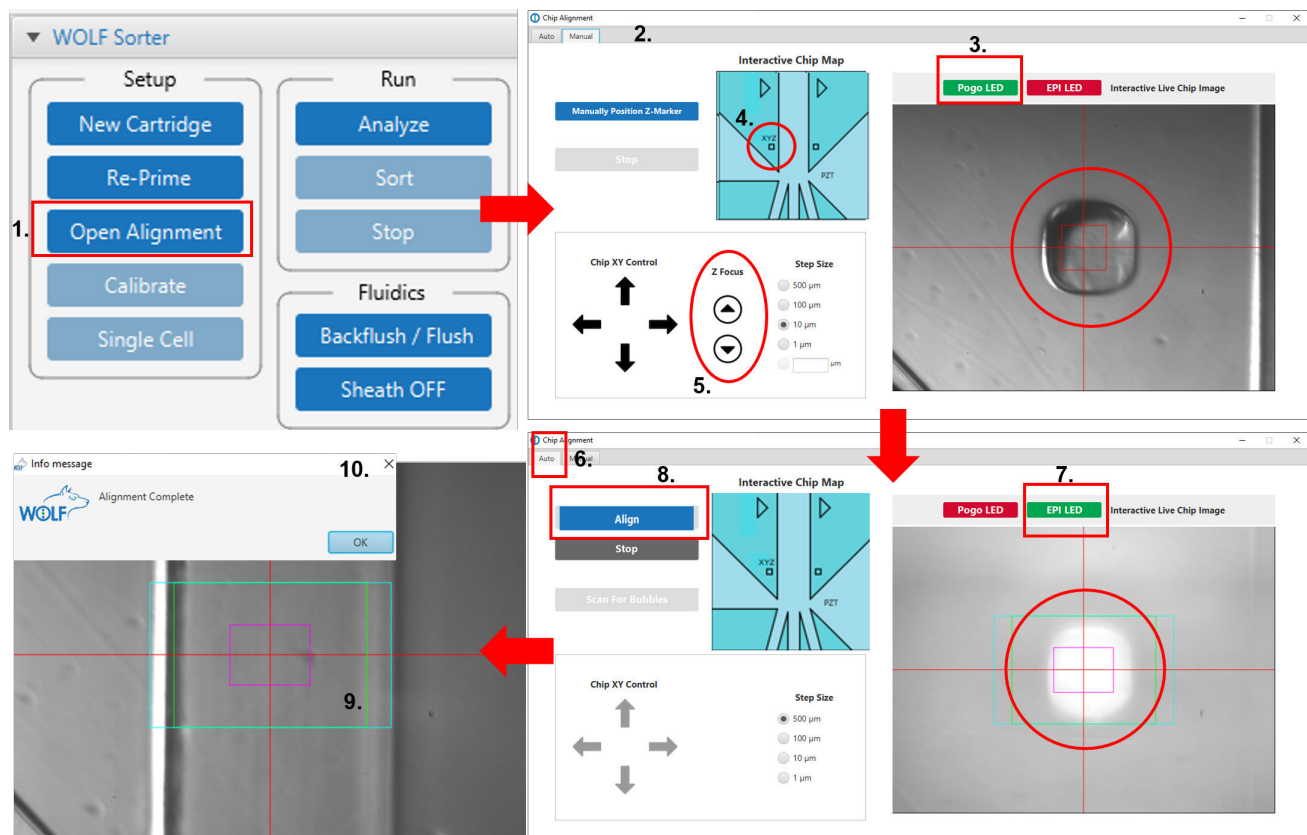 WOLF Sorter
Setup
New Cartridge
Re-Prime
1.
Open Alignment
Calibrate
Single Cell
Run
Analyze
Sort
Stop
Fluidics
Backflush / Flush
Sheath OFF
Chip Alignment
Auto
Manual
2.
Interactive Chip Map
Manually Position Z-Marker
Stop
4.
XYZ
PZT
3.
Pogo LED
EPI LED
Interactive Live Chip Image
Chip XY Control
Z Focus
5.
Step Size
500 µm
100 µm
10 µm
1 µm
µm
Chip Alignment
Auto
Manual
6.
8.
Interactive Chip Map
Align
Stop
Scan For Bubbles
XYZ
PZT
7.
Pogo LED
EPI LED
Interactive Live Chip Image
Chip XY Control
Step Size
500 µm
100 µm
10 µm
1 µm
WOLF
Info message
10.
WOLF
Alignment Complete
OK
9.